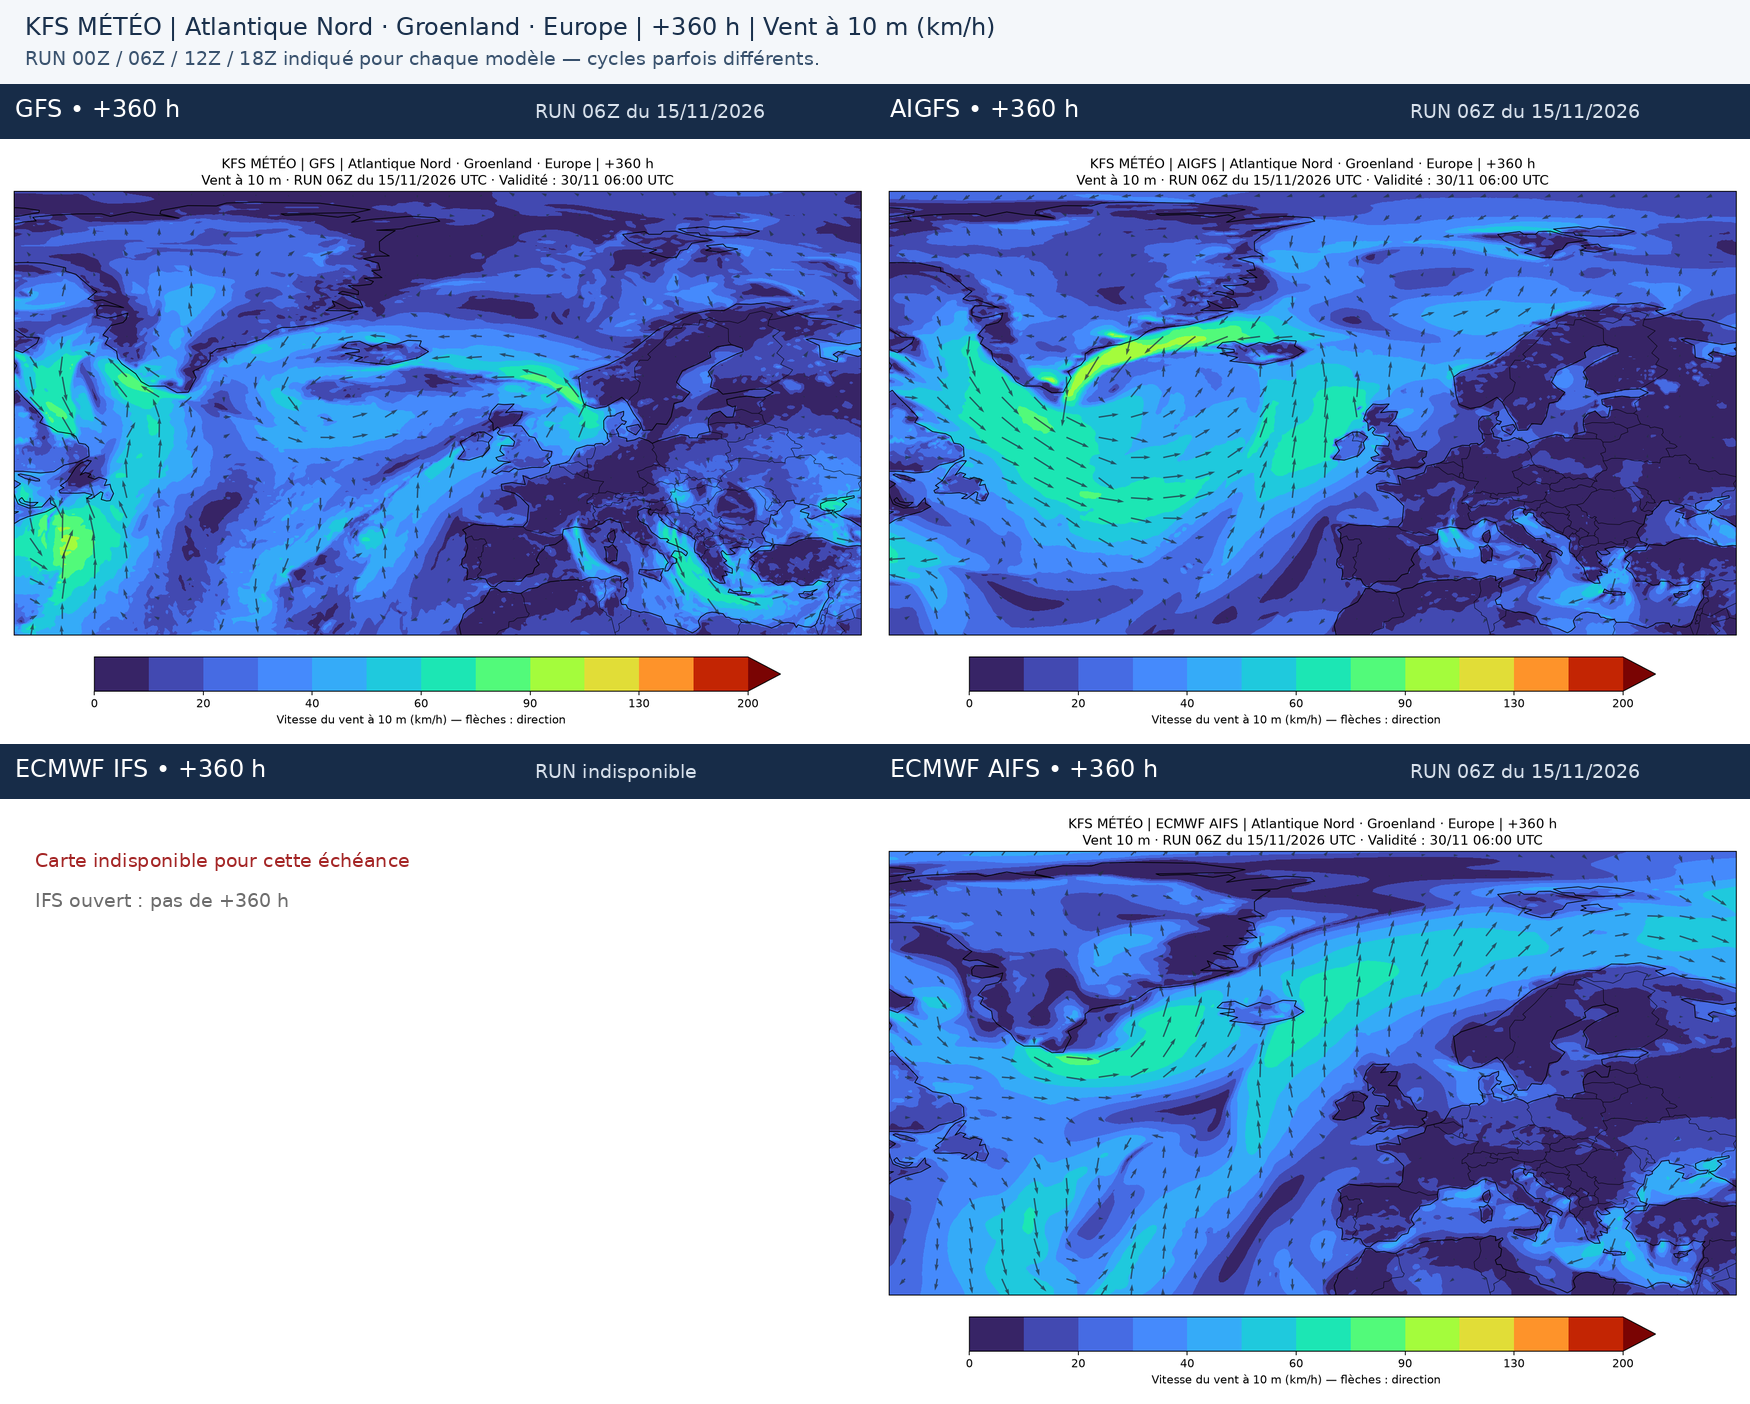 KFS MÉTÉO | Atlantique Nord · Groenland · Europe | +360 h | Vent à 10 m (km/h)
RUN 00Z / 06Z / 12Z / 18Z indiqué pour chaque modèle — cycles parfois différents.
GFS • +360 h
RUN 06Z du 15/11/2026
KFS MÉTÉO | GFS | Atlantique Nord · Groenland · Europe | +360 h
Vent à 10 m · RUN 06Z du 15/11/2026 UTC · Validité : 30/11 06:00 UTC
0 20 40 60 90 130 200
Vitesse du vent à 10 m (km/h) — flèches : direction
AIGFS • +360 h
RUN 06Z du 15/11/2026
KFS MÉTÉO | AIGFS | Atlantique Nord · Groenland · Europe | +360 h
Vent à 10 m · RUN 06Z du 15/11/2026 UTC · Validité : 30/11 06:00 UTC
0 20 40 60 90 130 200
Vitesse du vent à 10 m (km/h) — flèches : direction
ECMWF IFS • +360 h
RUN indisponible
Carte indisponible pour cette échéance
IFS ouvert : pas de +360 h
ECMWF AIFS • +360 h
RUN 06Z du 15/11/2026
KFS MÉTÉO | ECMWF AIFS | Atlantique Nord · Groenland · Europe | +360 h
Vent 10 m · RUN 06Z du 15/11/2026 UTC · Validité : 30/11 06:00 UTC
0 20 40 60 90 130 200
Vitesse du vent à 10 m (km/h) — flèches : direction